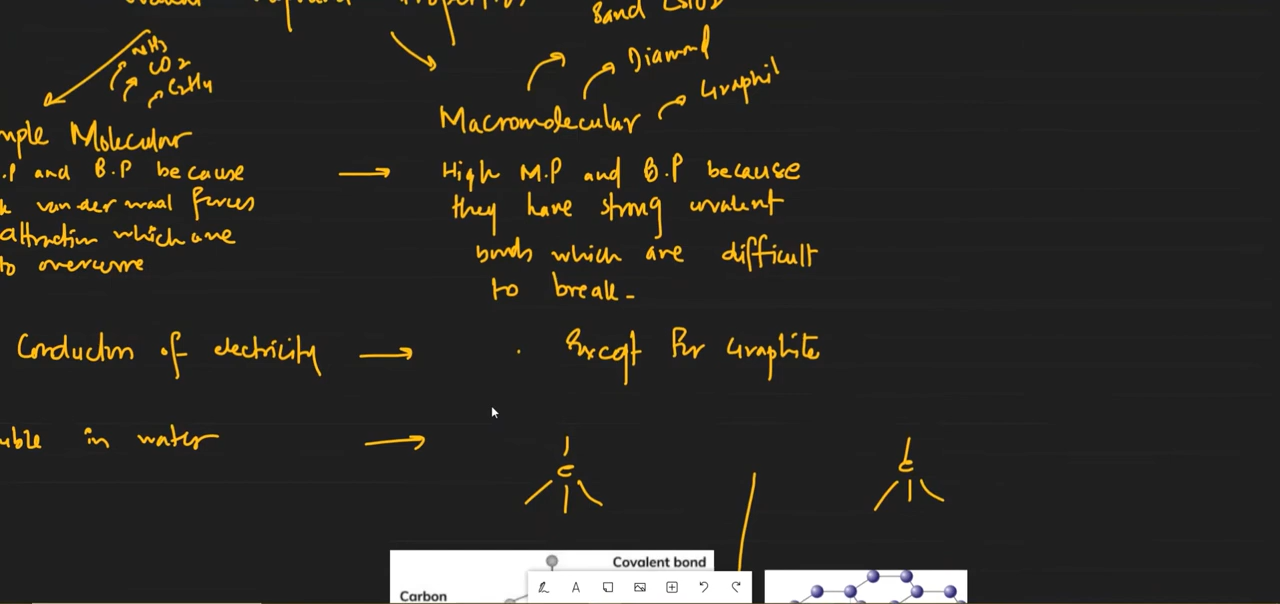 Sand (SiO2
NH3
CO2
C2H4
Diamond
Graphit
Macromolecular
mple Molecular
.P and B.P because
k van der waal forces
attraction which are
to overcome
High M.P and B.P because
they have strong covalent
bonds which are difficult
to break-
Conductor of electricity
Except for Graphite
uble in water
C
C
Covalent bond
Carbon
A